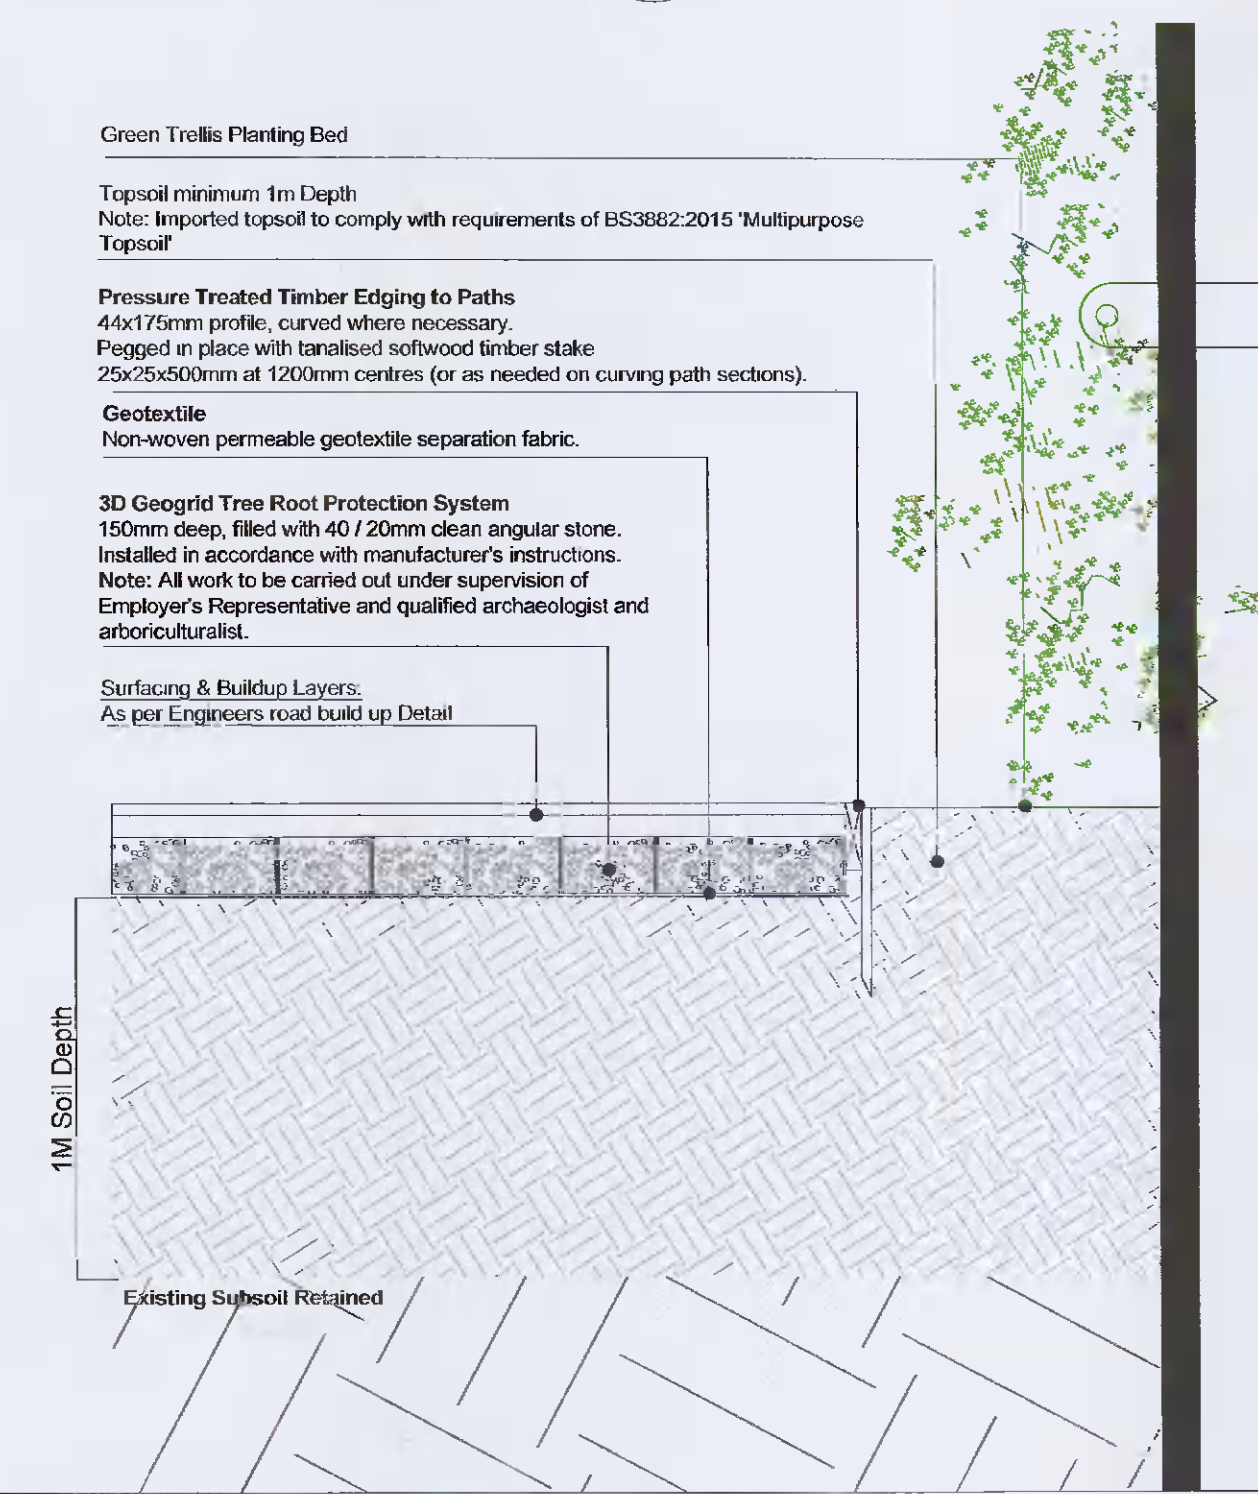 Green Trellis Planting Bed
Topsoil minimum 1m Depth
Note: Imported topsoil to comply with requirements of BS3882:2015 'Multipurpose
Topsoil'
Pressure Treated Timber Edging to Paths
44x175mm profile, curved where necessary.
Pegged in place with tanalised softwood timber stake
25x25x500mm at 1200mm centres (or as needed on curving path sections).
Geotextile
Non-woven permeable geotextile separation fabric.
3D Geogrid Tree Root Protection System
150mm deep, filled with 40 / 20mm clean angular stone.
Installed in accordance with manufacturer's instructions.
Note: All work to be carried out under supervision of
Employer's Representative and qualified archaeologist and
arboriculturalist.
Surfacing & Buildup Layers:
As per Engineers road build up Detail
1M Soil Depth
Existing Subsoil Retained